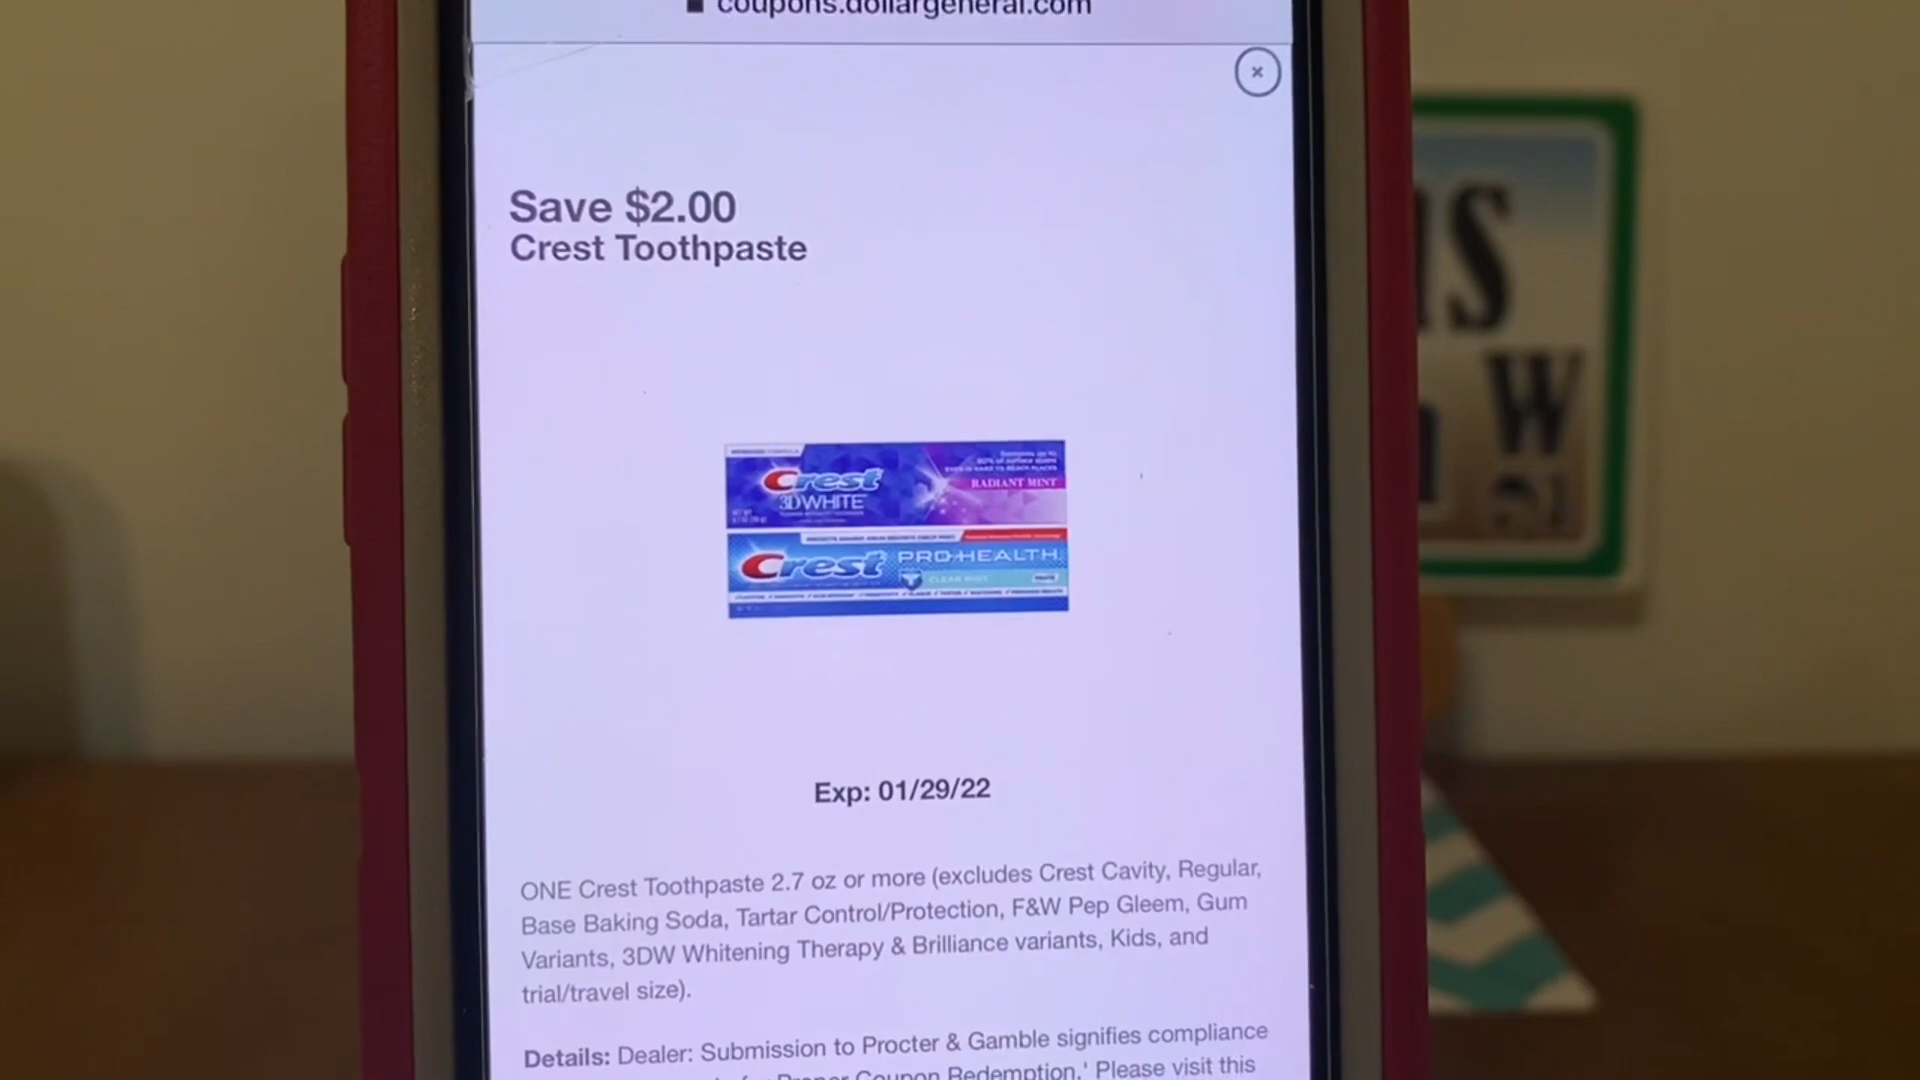 coupons.dollargeneral.com
Save $2.00
Crest Toothpaste
Crest
3DWHITE
RADIANT MINT
Crest PRO-HEALTH
CLEAN MINT
Exp: 01/29/22
ONE Crest Toothpaste 2.7 oz or more (excludes Crest Cavity, Regular,
Base Baking Soda, Tartar Control/Protection, F&W Pep Gleem, Gum
Variants, 3DW Whitening Therapy & Brilliance variants, Kids, and
trial/travel size).
Details: Dealer: Submission to Procter & Gamble signifies compliance
Proper Coupon Redemption.' Please visit this
W